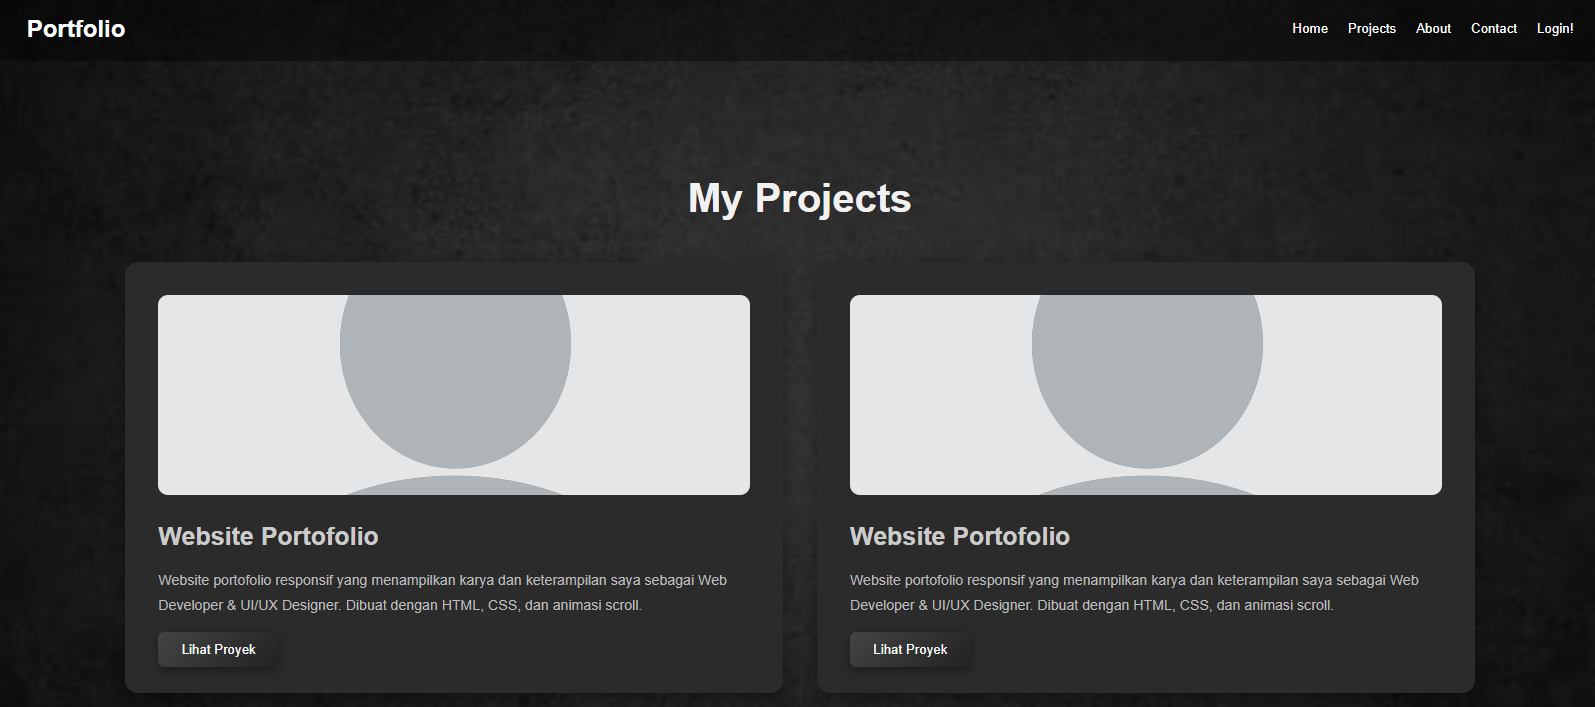 Portfolio
Home Projects About Contact Login!
My Projects
Website Portofolio
Website portofolio responsif yang menampilkan karya dan keterampilan saya sebagai Web
Developer & UI/UX Designer. Dibuat dengan HTML, CSS, dan animasi scroll.
Lihat Proyek
Website Portofolio
Website portofolio responsif yang menampilkan karya dan keterampilan saya sebagai Web
Developer & UI/UX Designer. Dibuat dengan HTML, CSS, dan animasi scroll.
Lihat Proyek